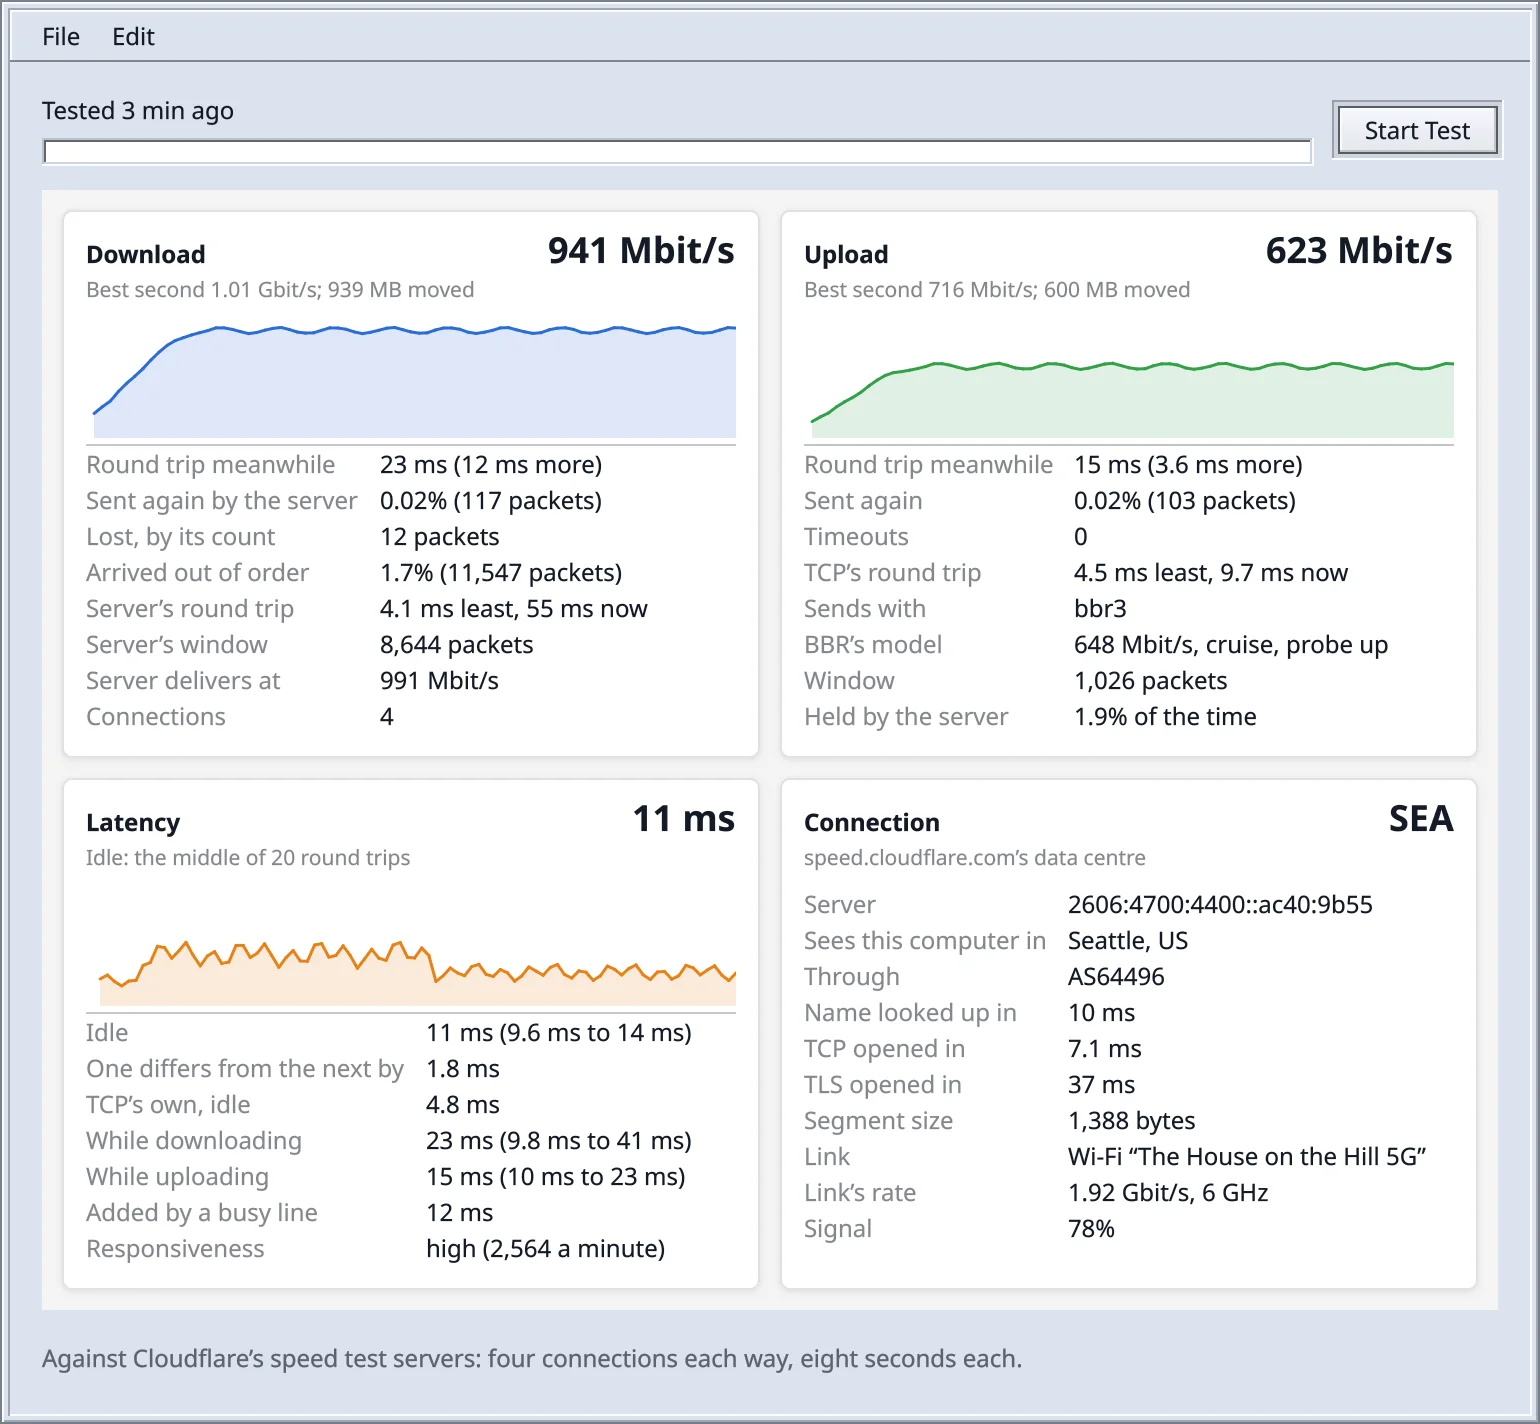 File Edit
Tested 3 min ago
Start Test
Download 941 Mbit/s
Best second 1.01 Gbit/s; 939 MB moved
Round trip meanwhile 23 ms (12 ms more)
Sent again by the server 0.02% (117 packets)
Lost, by its count 12 packets
Arrived out of order 1.7% (11,547 packets)
Server’s round trip 4.1 ms least, 55 ms now
Server’s window 8,644 packets
Server delivers at 991 Mbit/s
Connections 4
Upload 623 Mbit/s
Best second 716 Mbit/s; 600 MB moved
Round trip meanwhile 15 ms (3.6 ms more)
Sent again 0.02% (103 packets)
Timeouts 0
TCP’s round trip 4.5 ms least, 9.7 ms now
Sends with bbr3
BBR’s model 648 Mbit/s, cruise, probe up
Window 1,026 packets
Held by the server 1.9% of the time
Latency 11 ms
Idle: the middle of 20 round trips
Idle 11 ms (9.6 ms to 14 ms)
One differs from the next by 1.8 ms
TCP’s own, idle 4.8 ms
While downloading 23 ms (9.8 ms to 41 ms)
While uploading 15 ms (10 ms to 23 ms)
Added by a busy line 12 ms
Responsiveness high (2,564 a minute)
Connection SEA
speed.cloudflare.com’s data centre
Server 2606:4700:4400::ac40:9b55
Sees this computer in Seattle, US
Through AS64496
Name looked up in 10 ms
TCP opened in 7.1 ms
TLS opened in 37 ms
Segment size 1,388 bytes
Link Wi-Fi “The House on the Hill 5G”
Link’s rate 1.92 Gbit/s, 6 GHz
Signal 78%
Against Cloudflare’s speed test servers: four connections each way, eight seconds each.